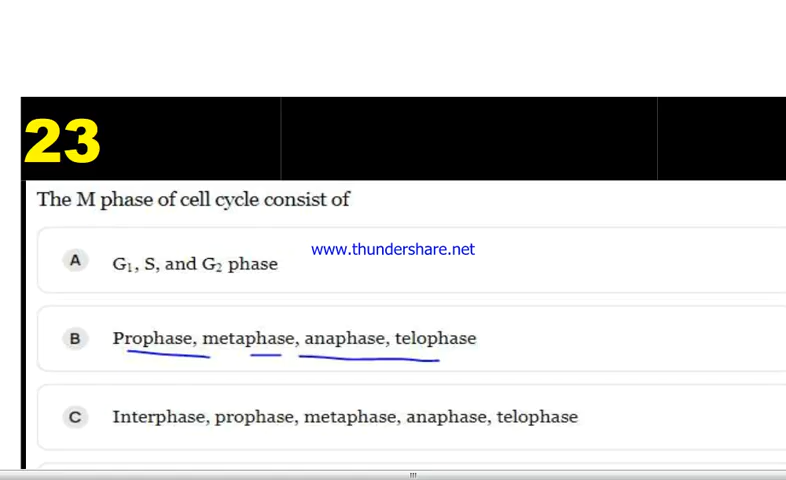 23
The M phase of cell cycle consist of
www.thundershare.net
A G₁, S, and G₂ phase
B Prophase, metaphase, anaphase, telophase
C Interphase, prophase, metaphase, anaphase, telophase